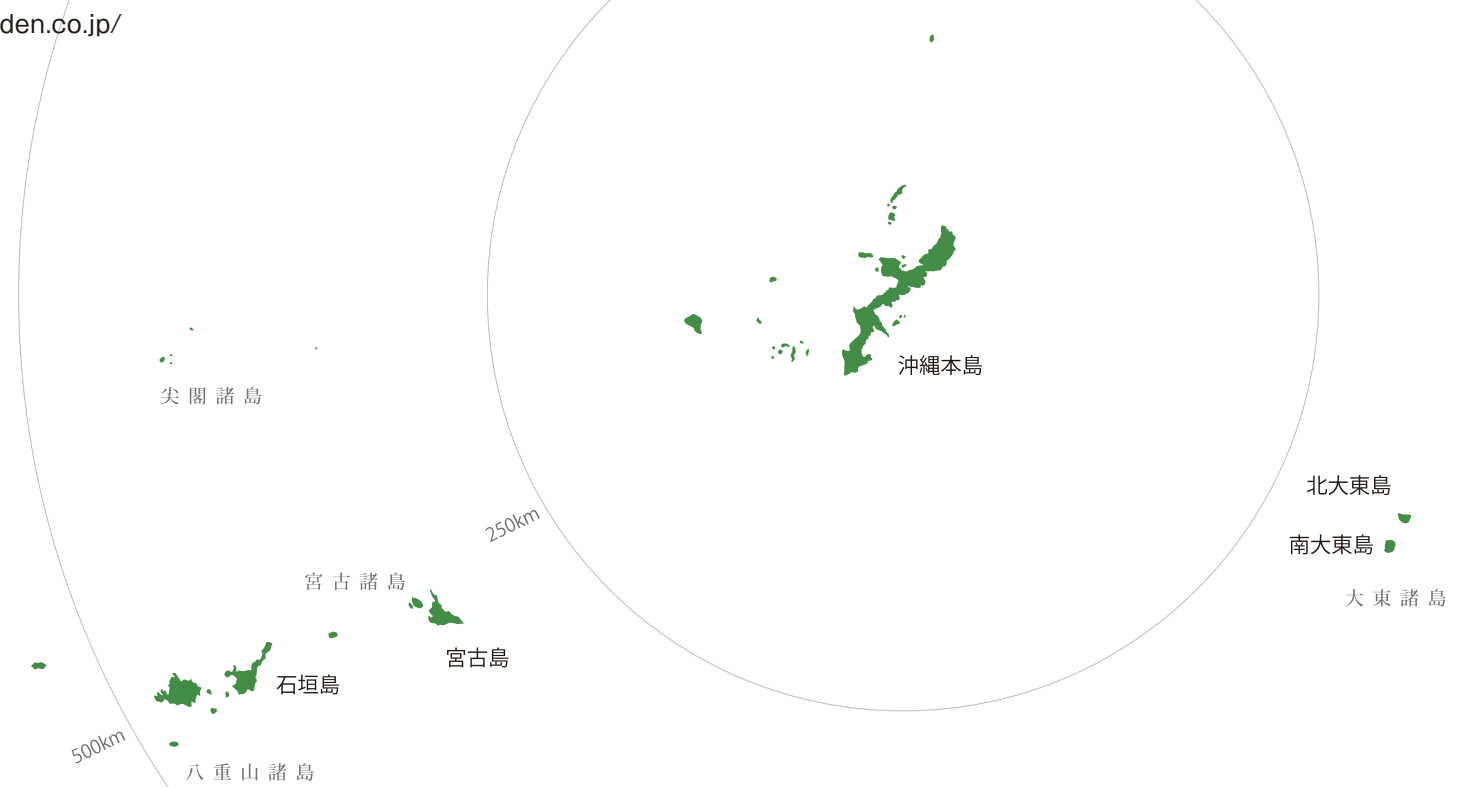 den.co.jp/
沖縄本島
尖閣諸島
北大東島
250km
南大東島
宮古諸島
大東諸島
宮古島
石垣島
500km
八重山諸島